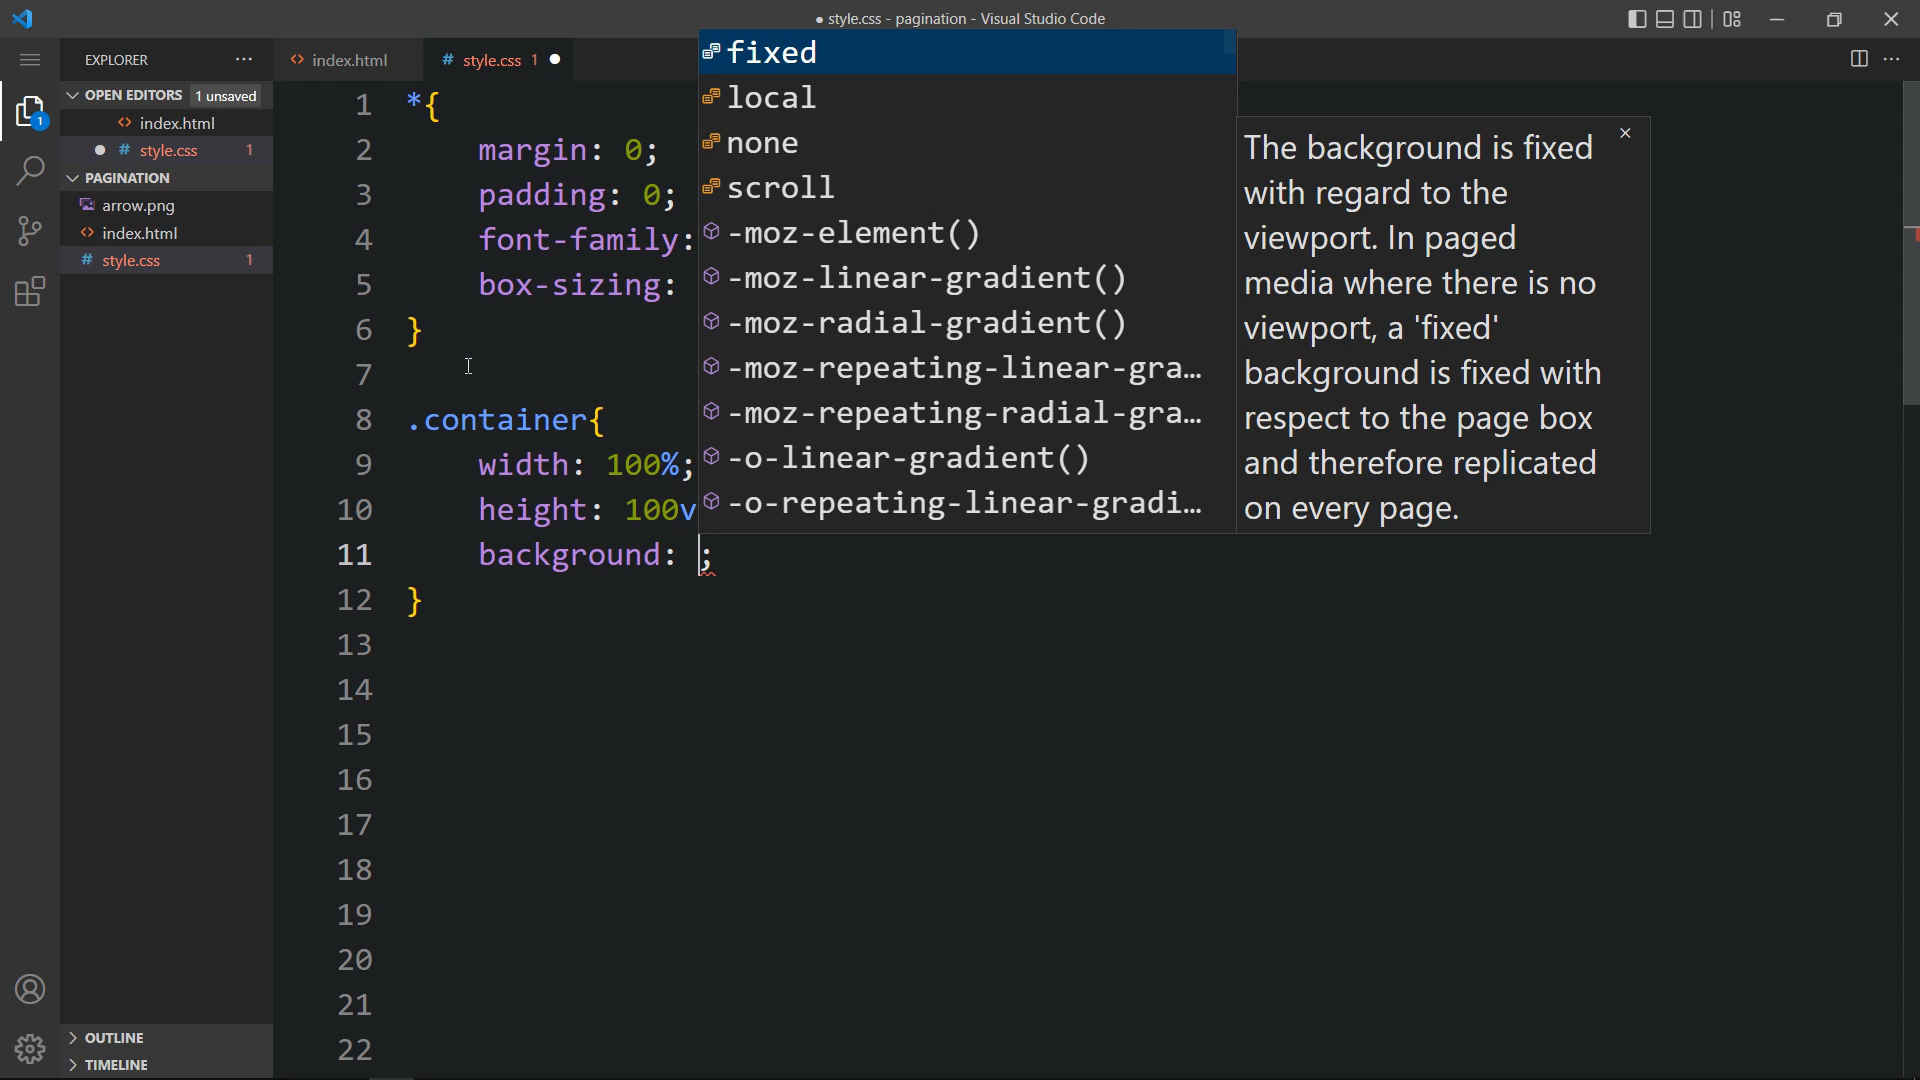 ● style.css - pagination - Visual Studio Code
EXPLORER
index.html
# style.css 1
OPEN EDITORS 1 unsaved
index.html
# style.css 1
PAGINATION
arrow.png
index.html
# style.css 1
OUTLINE
TIMELINE
1
1 *{
2 margin: 0;
3 padding: 0;
4 font-family:
5 box-sizing:
6 }
7
8 .container{
9 width: 100%;
10 height: 100v
11 background: ;
12 }
13
14
15
16
17
18
19
20
21
22
fixed
local
none
scroll
-moz-element()
-moz-linear-gradient()
-moz-radial-gradient()
-moz-repeating-linear-gra…
-moz-repeating-radial-gra…
-o-linear-gradient()
-o-repeating-linear-gradi…
The background is fixed
with regard to the
viewport. In paged
media where there is no
viewport, a 'fixed'
background is fixed with
respect to the page box
and therefore replicated
on every page.